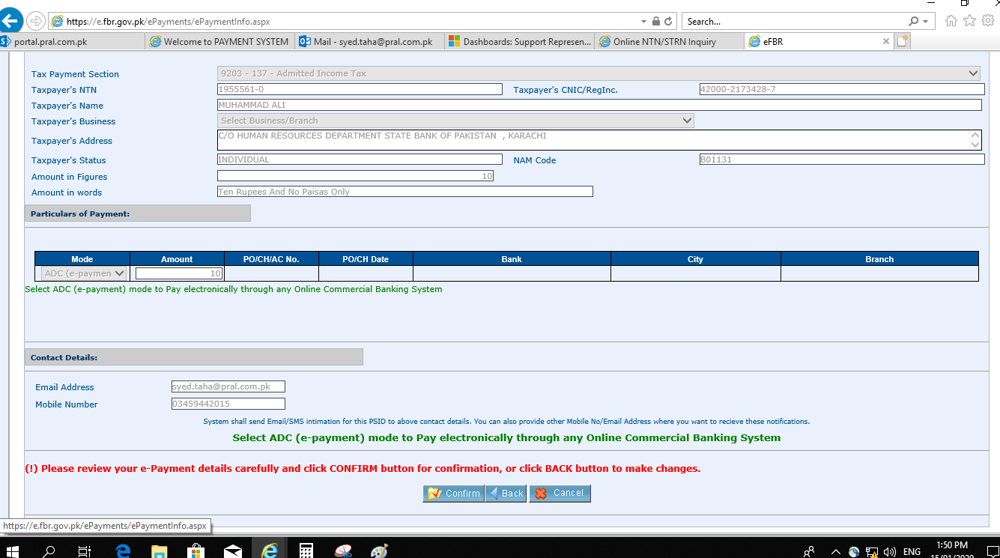 https://e.fbr.gov.pk/ePayments/ePaymentInfo.aspx Search...
portal.pral.com.pk Welcome to PAYMENT SYSTEM Mail - syed.taha@pral.com.pk Dashboards: Support Represen... Online NTN/STRN Inquiry eFBR
Tax Payment Section 9203 - 137 - Admitted Income Tax
Taxpayer's NTN 1955561-0 Taxpayer's CNIC/RegInc. 42000-2173428-7
Taxpayer's Name MUHAMMAD ALI
Taxpayer's Business Select Business/Branch
Taxpayer's Address C/O HUMAN RESOURCES DEPARTMENT STATE BANK OF PAKISTAN , KARACHI
Taxpayer's Status INDIVIDUAL NAM Code B01131
Amount in Figures 10
Amount in words Ten Rupees And No Paisas Only
Particulars of Payment:
Mode Amount PO/CH/AC No. PO/CH Date Bank City Branch
ADC (e-paymen 10
Select ADC (e-payment) mode to Pay electronically through any Online Commercial Banking System
Contact Details:
Email Address syed.taha@pral.com.pk
Mobile Number 03459442015
System shall send Email/SMS intimation for this PSID to above contact details. You can also provide other Mobile No/Email Address where you want to recieve these notifications.
Select ADC (e-payment) mode to Pay electronically through any Online Commercial Banking System
(!) Please review your e-Payment details carefully and click CONFIRM button for confirmation, or click BACK button to make changes.
Confirm Back Cancel
https://e.fbr.gov.pk/ePayments/ePaymentInfo.aspx
ENG 1:50 PM
15/01/2020